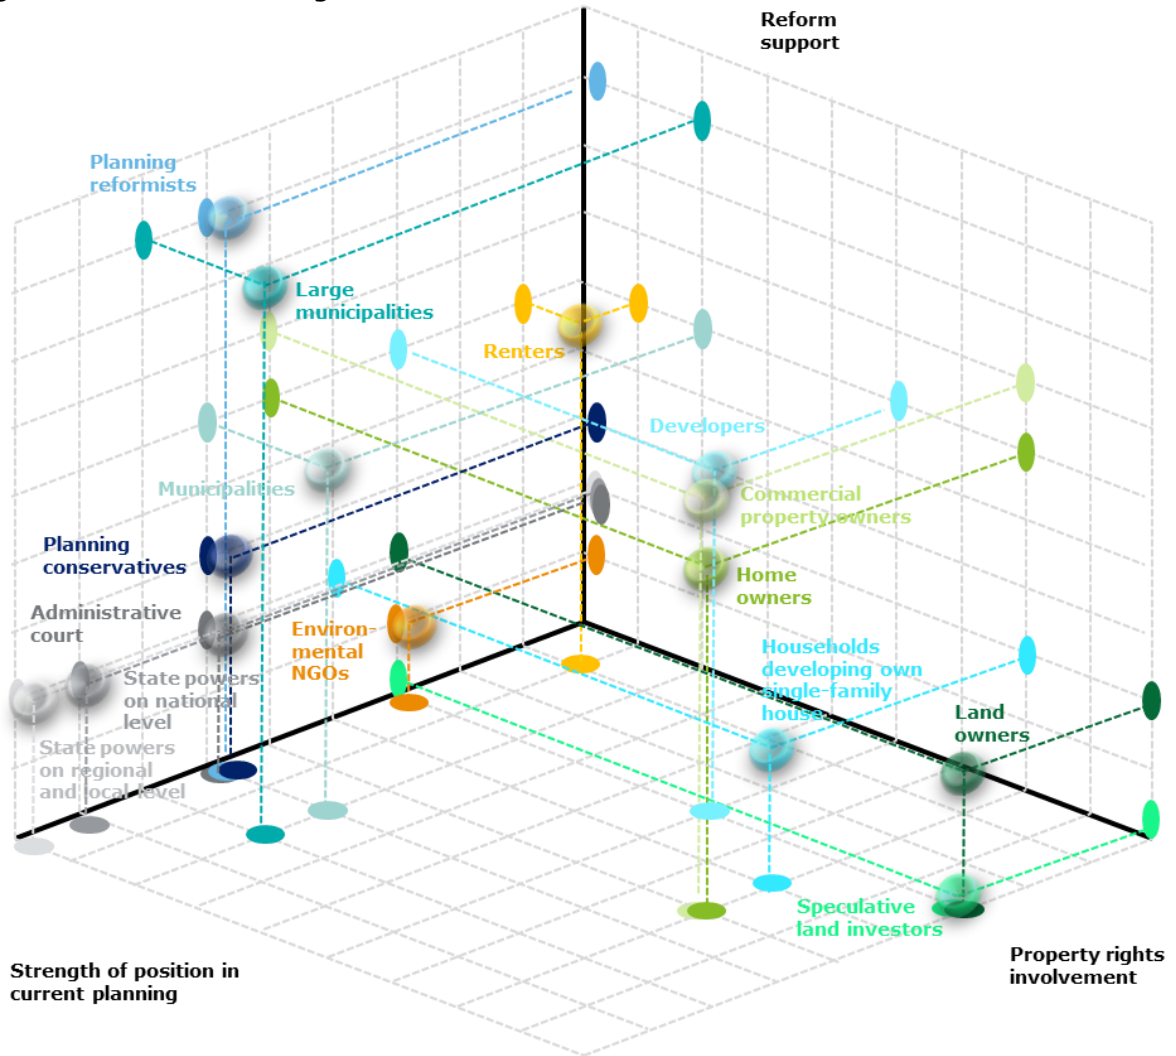 Reform
support
Planning
reformists
Large
municipalities
Renters
Developers
Municipalities
Commercial
property owners
Planning
conservatives
Home
owners
Administrative
court
Environ-
mental
NGOs
Households
developing own
single-family
house
State powers
on national
level
Land
owners
State powers
on regional
and local level
Speculative
land investors
Property rights
involvement
Strength of position in
current planning